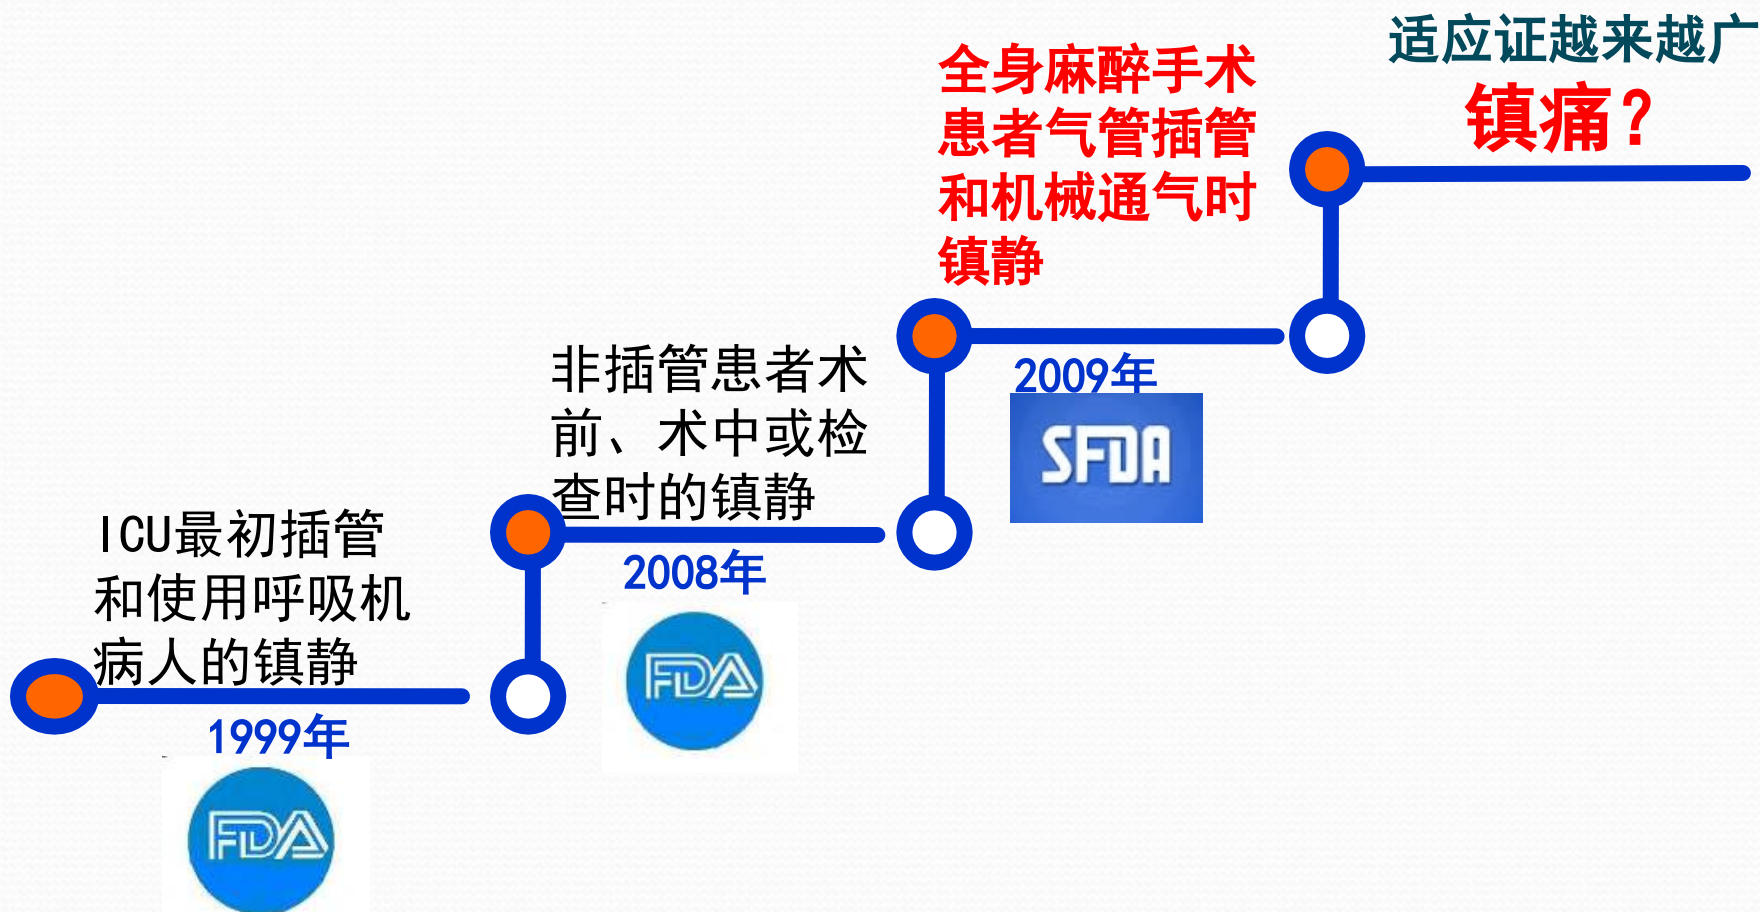 适应证越来越广
镇痛？
全身麻醉手术
患者气管插管
和机械通气时
镇静
2009年
SFDA
非插管患者术
前、术中或检
查时的镇静
2008年
FDA
ICU最初插管
和使用呼吸机
病人的镇静
1999年
FDA